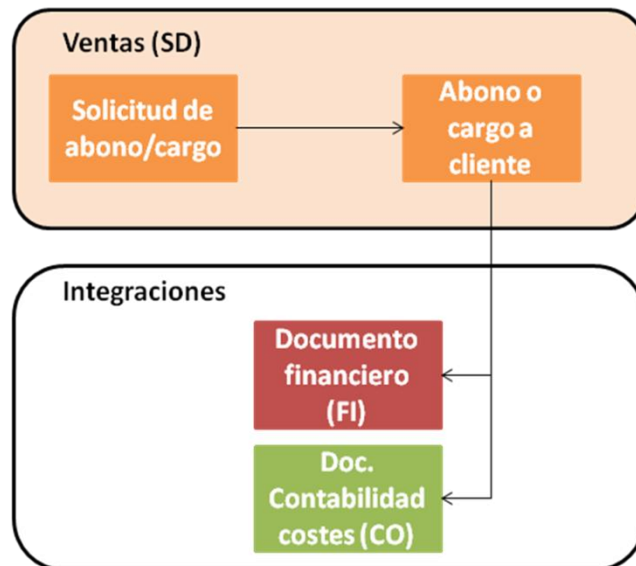 Ventas (SD)
Solicitud de
abono/cargo
Abono o
cargo a
cliente
Integraciones
Documento
financiero
(FI)
Doc.
Contabilidad
costes (CO)